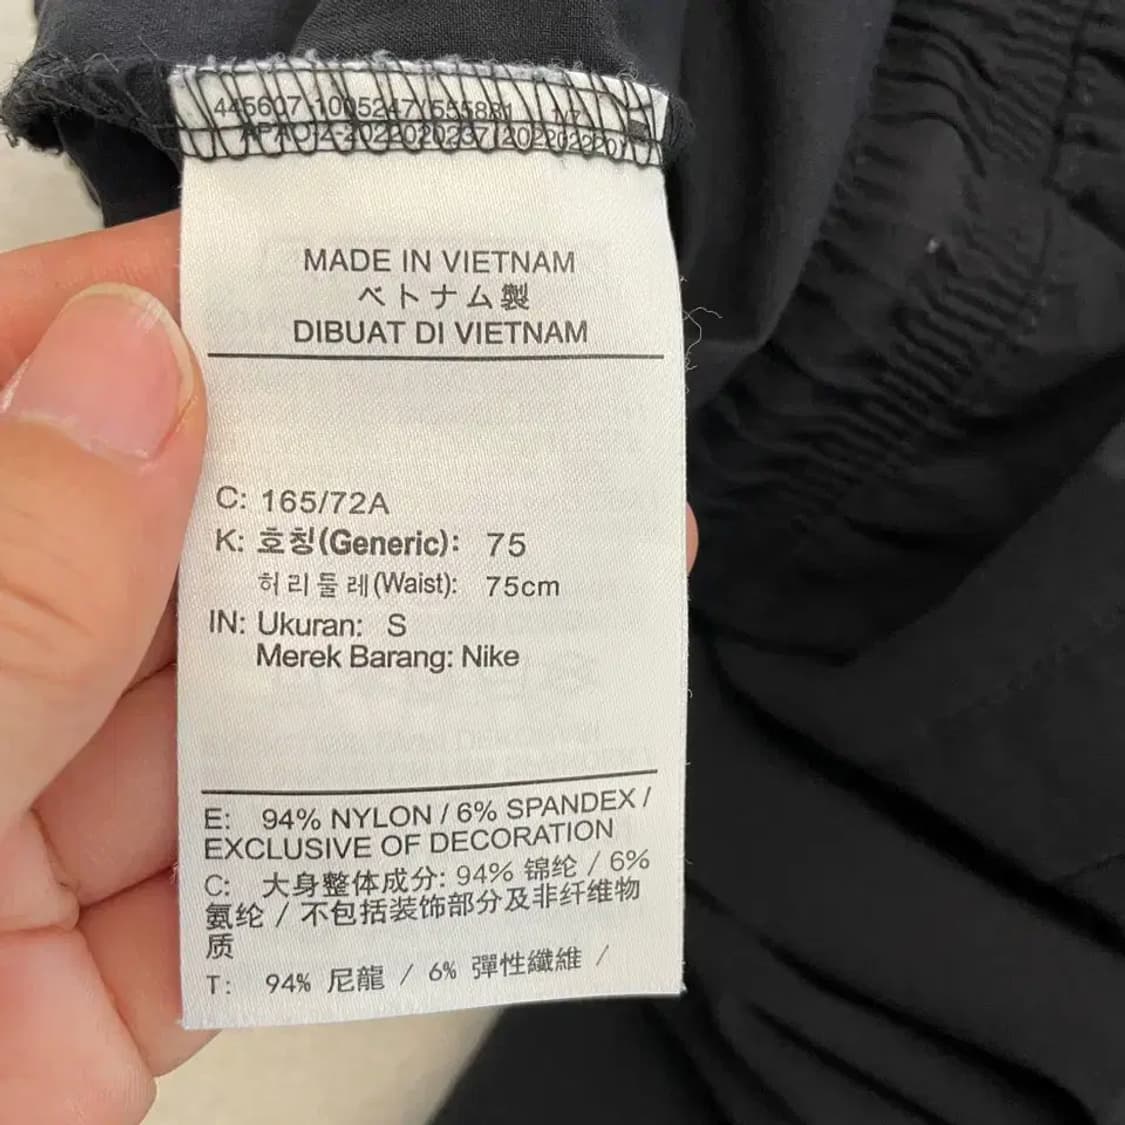 MADE IN VIETNAM
ベトナム製
DIBUAT DI VIETNAM
C: 165/72A
K: 호칭(Generic): 75
허리둘레(Waist): 75cm
IN: Ukuran: S
Merek Barang: Nike
E: 94% NYLON / 6% SPANDEX /
EXCLUSIVE OF DECORATION
C: 大身整体成分: 94% 锦纶 / 6%
氨纶 / 不包括装饰部分及非纤维物
质
T: 94% 尼龍 / 6% 彈性纖維 /